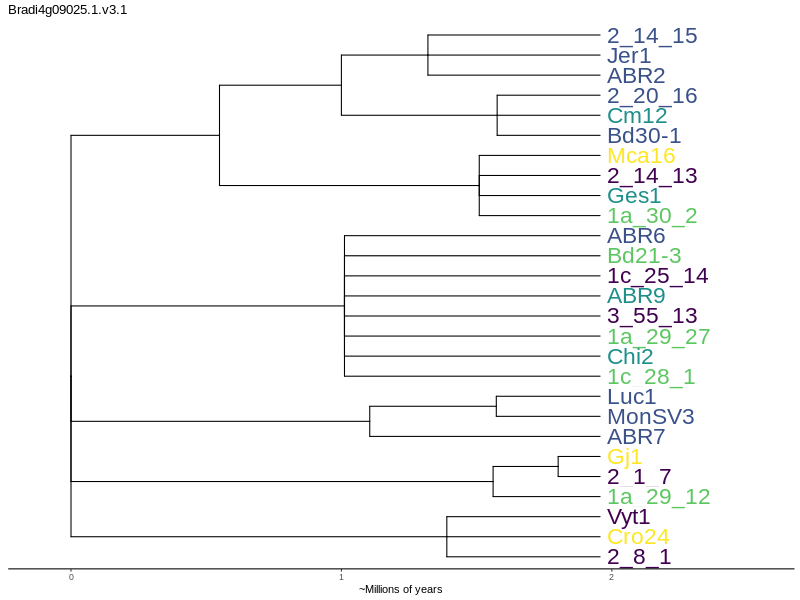 Bradi4g09025.1.v3.1
2_14_15
Jer1
ABR2
2_20_16
Cm12
Bd30-1
Mca16
2_14_13
Ges1
1a_30_2
ABR6
Bd21-3
1c_25_14
ABR9
3_55_13
1a_29_27
Chi2
1c_28_1
Luc1
MonSV3
ABR7
Gj1
2_1_7
1a_29_12
Vyt1
Cro24
2_8_1
0 1 2
~Millions of years